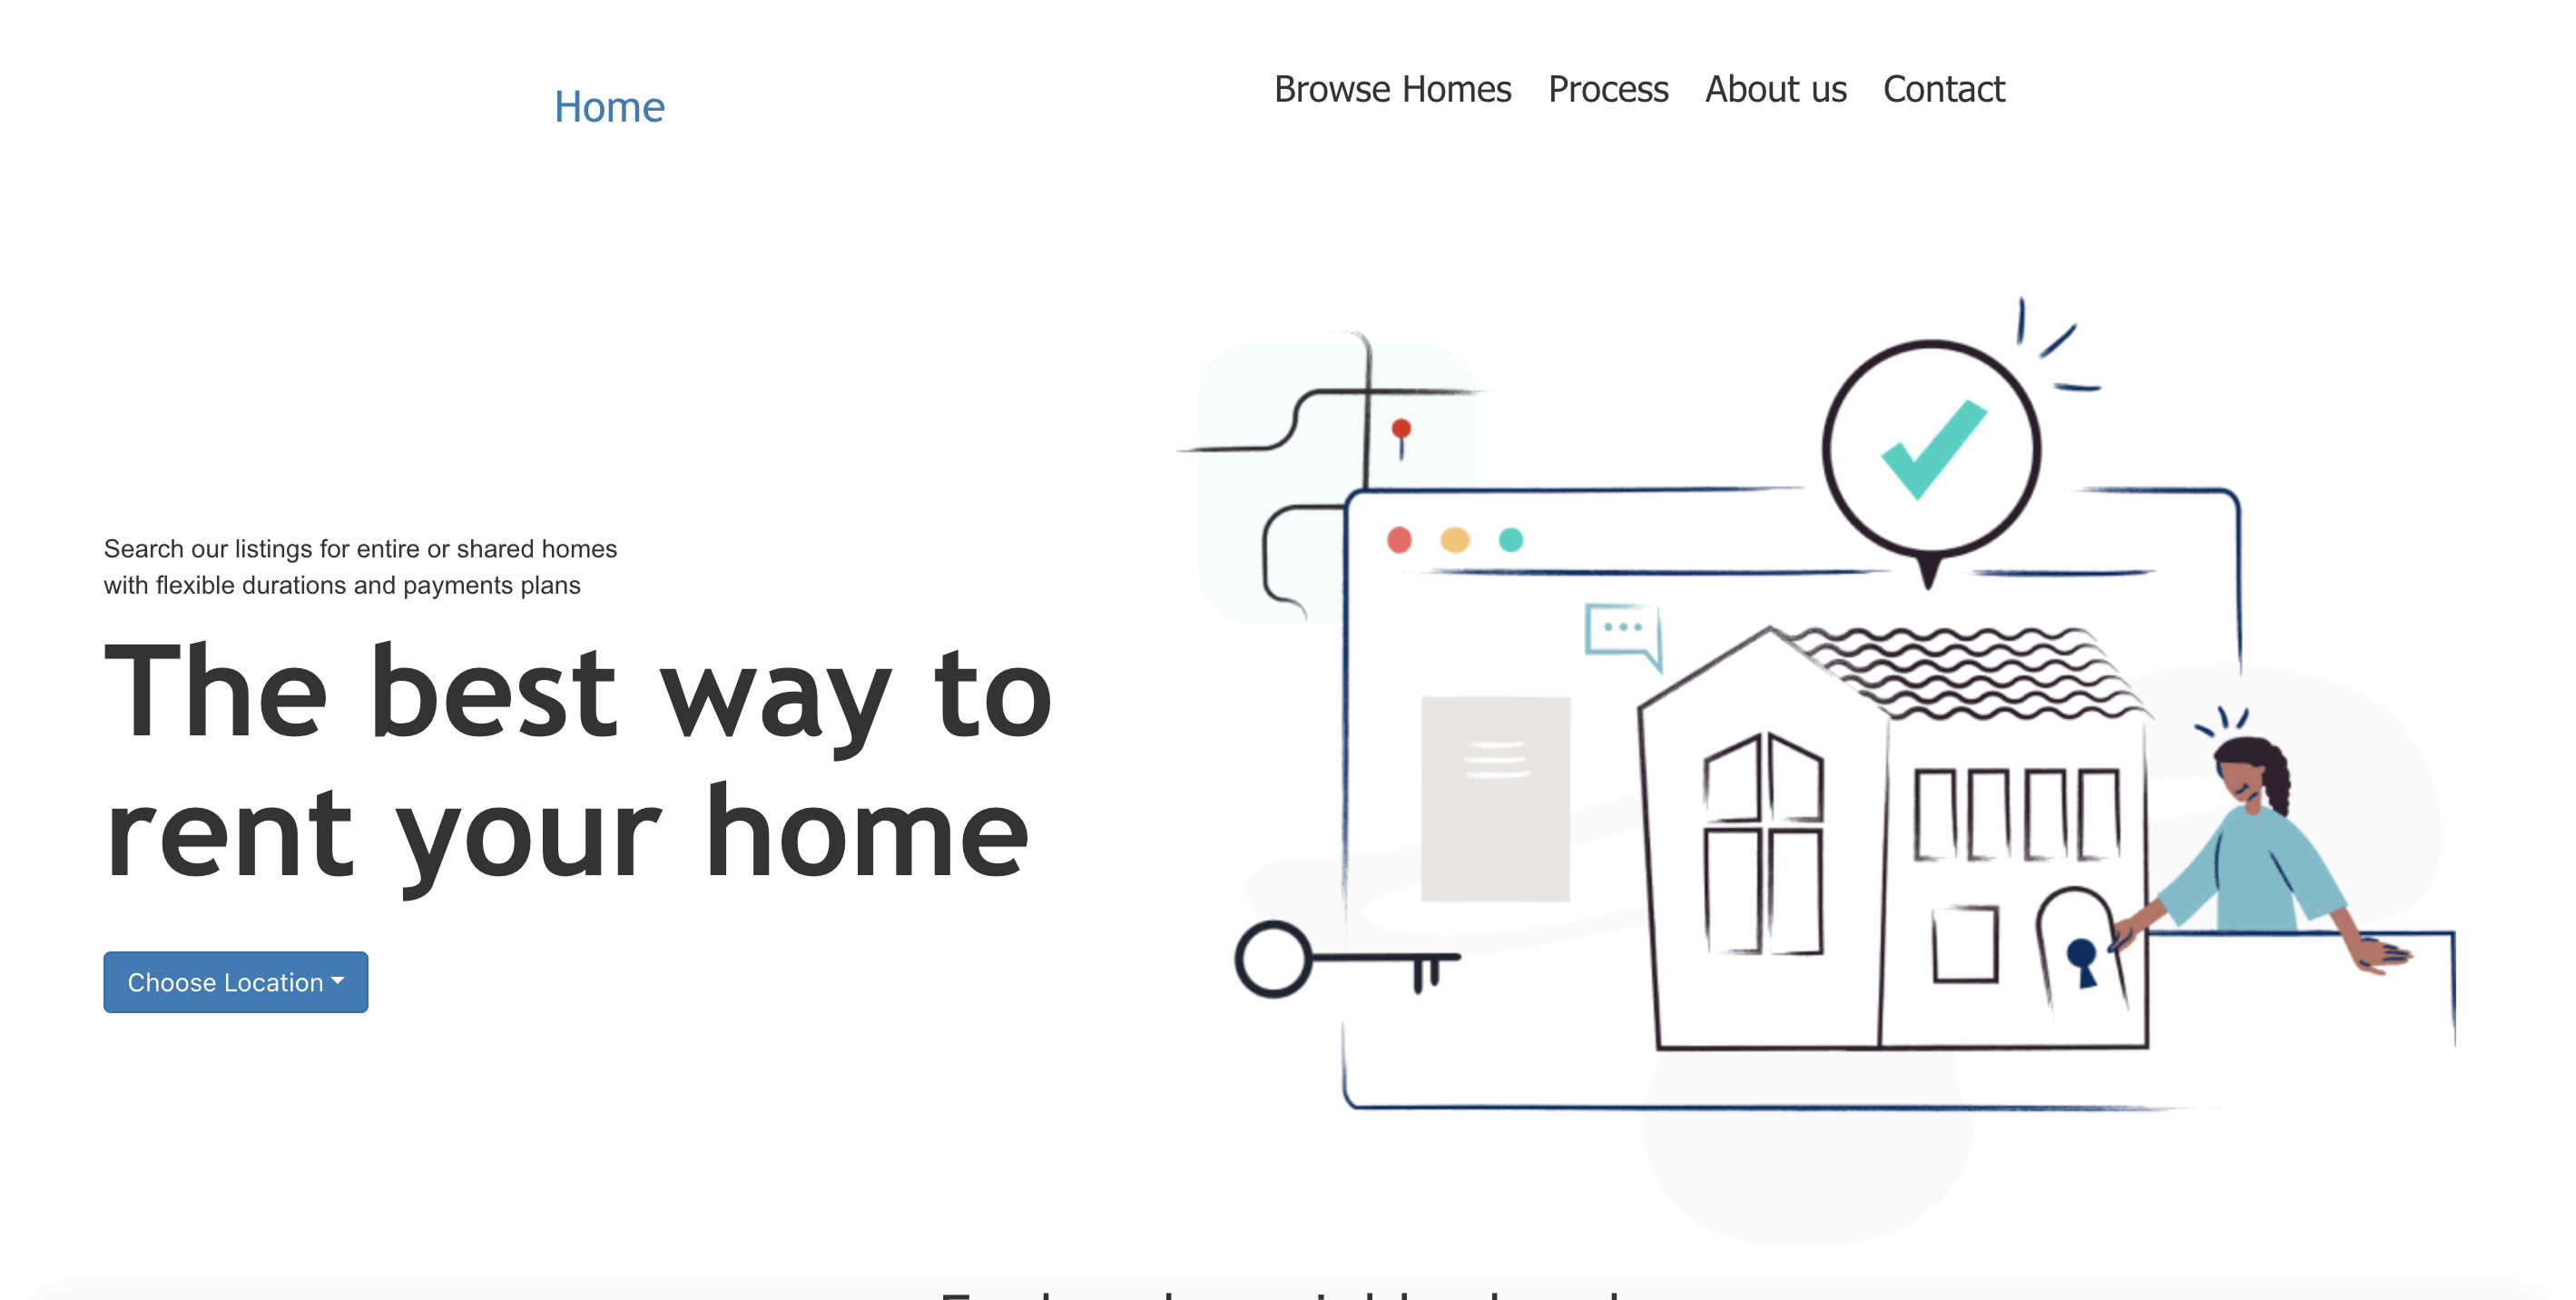 Home
Browse Homes Process About us Contact
Search our listings for entire or shared homes
with flexible durations and payments plans
The best way to
rent your home
Choose Location